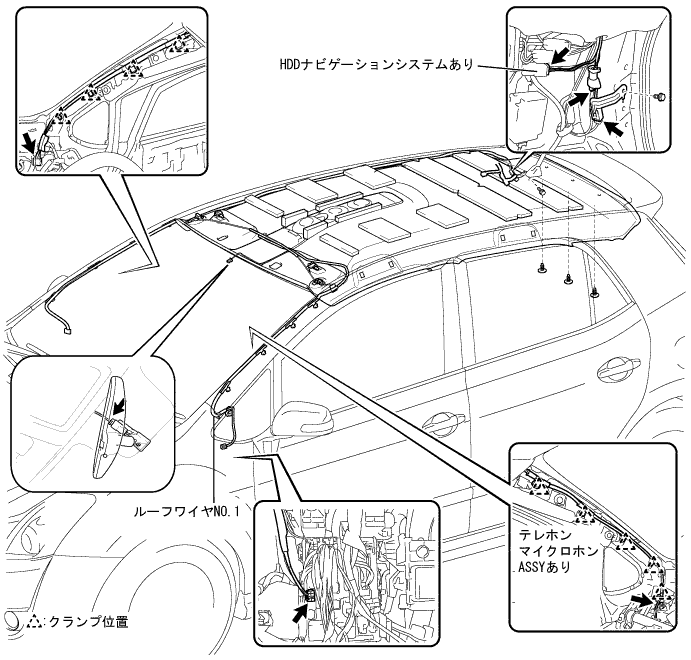 HDDナビゲーションシステムあり
ルーフワイヤNO.1
テレホン
マイクロホン
ASSYあり
:クランプ位置